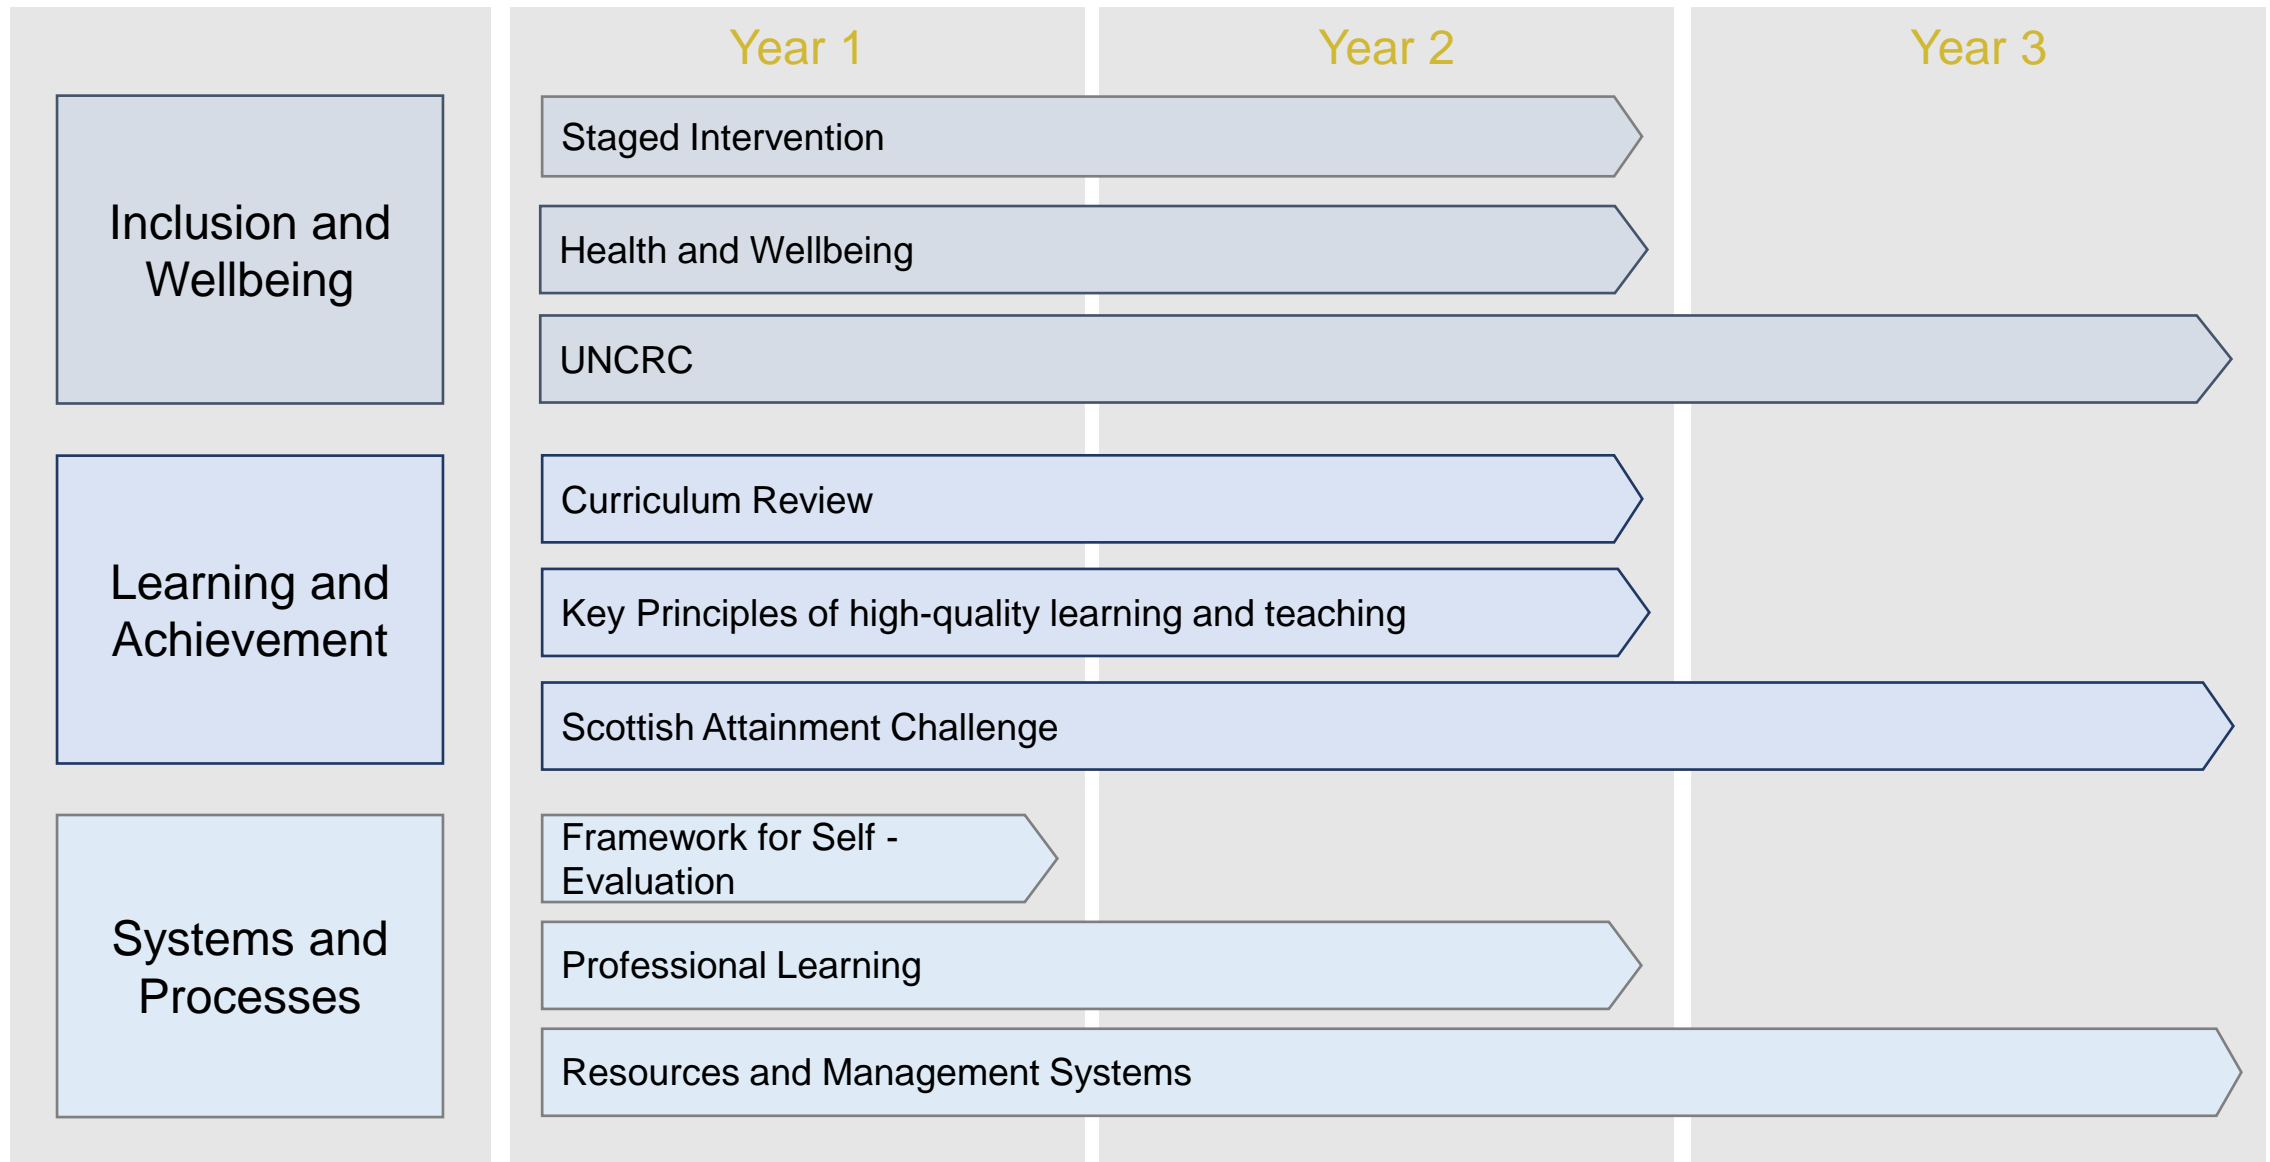 Year 1
Year 2
Year 3
Inclusion and
Wellbeing
Staged Intervention
Health and Wellbeing
UNCRC
Learning and
Achievement
Curriculum Review
Key Principles of high-quality learning and teaching
Scottish Attainment Challenge
Systems and
Processes
Framework for Self -
Evaluation
Professional Learning
Resources and Management Systems